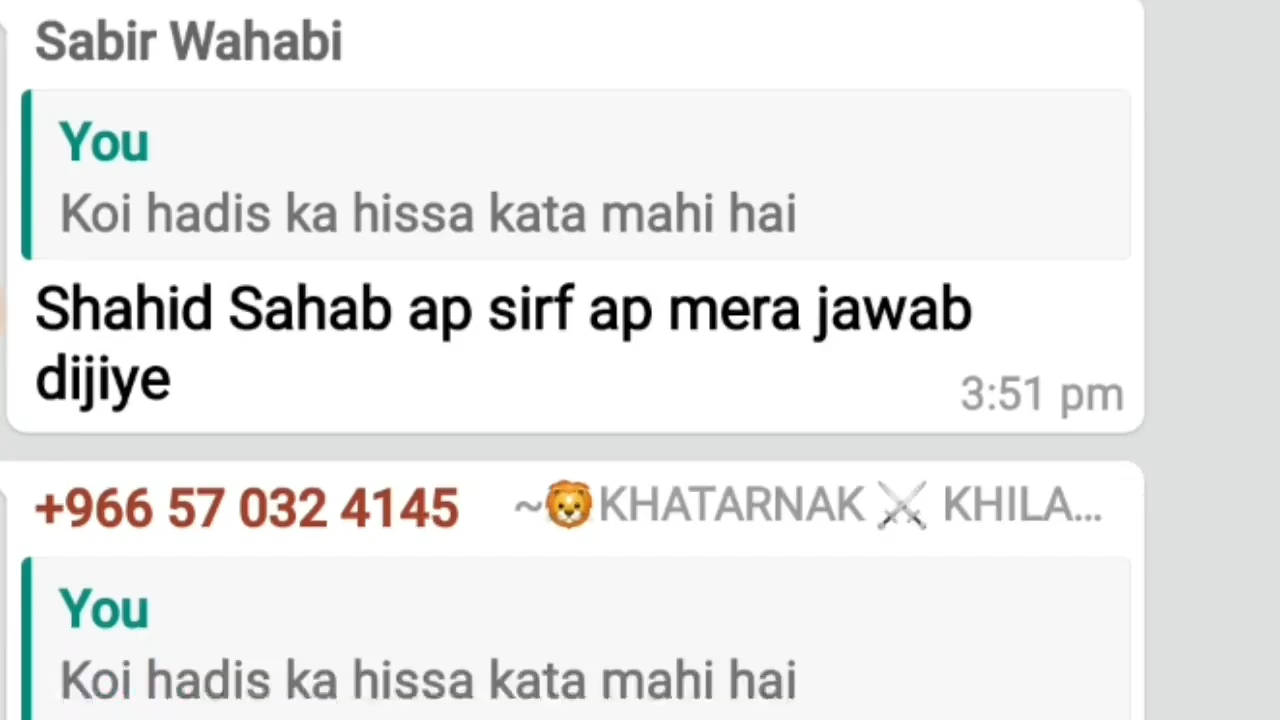 Sabir Wahabi
You
Koi hadis ka hissa kata mahi hai
Shahid Sahab ap sirf ap mera jawab
dijiye
3:51 pm
+966 57 032 4145 ~🦁KHATARNAK⚔️ KHILA...
You
Koi hadis ka hissa kata mahi hai